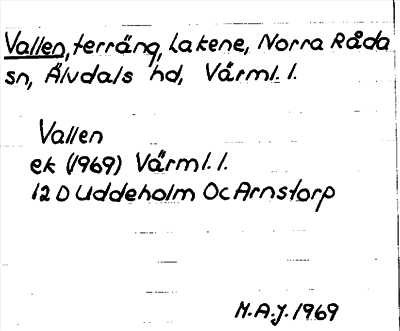 Vallen, terräng, Lakene, Norra Råda
sn, Älvdals hd, Värml. l.
Vallen
ek (1969) Värml. l.
12 D Uddeholm Oc Arnstorp
M.A.J. 1969